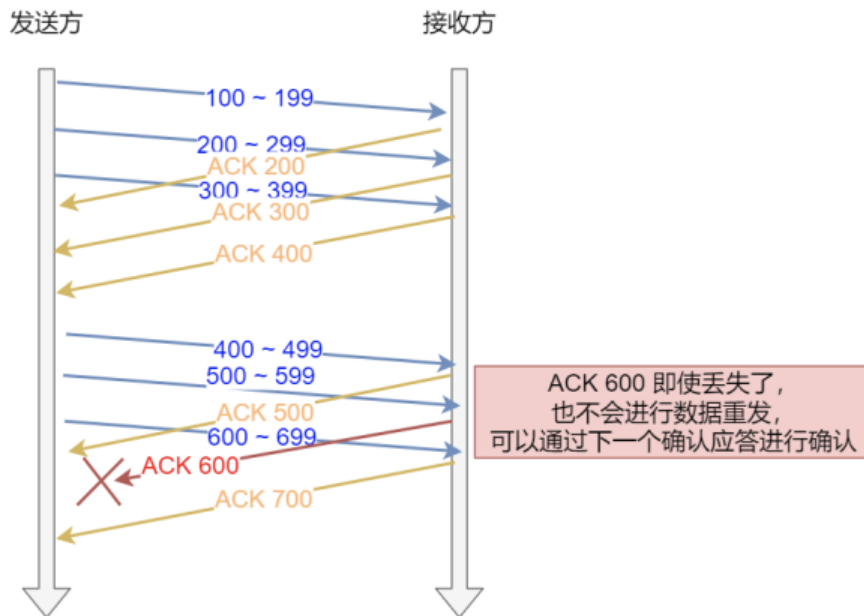 发送方
接收方
100 ~ 199
200 ~ 299
ACK 200
300 ~ 399
ACK 300
ACK 400
400 ~ 499
500 ~ 599
ACK 500
600 ~ 699
ACK 600
ACK 700
ACK 600 即使丢失了，
也不会进行数据重发，
可以通过下一个确认应答进行确认